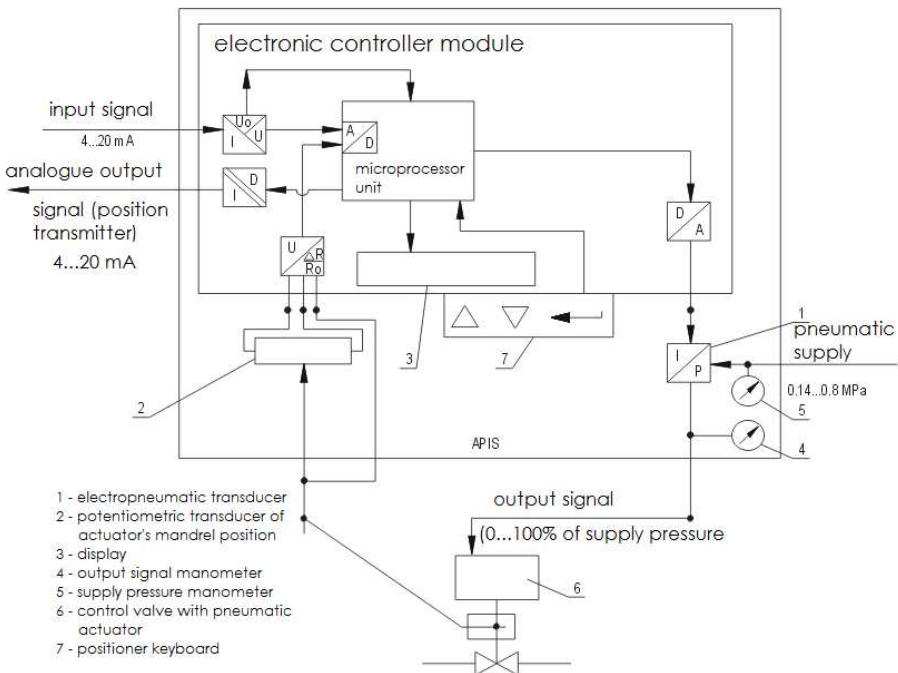 electronic controller module
input signal
4...20 mA
Uo
I U
A
D
microprocessor
unit
analogue output
D
I
signal (position
transmitter)
4...20 mA
U
△R
Ro
D
A
1
pneumatic
supply
I
P
0,14...0.8 MPa
3
7
5
2
4
APIS
output signal
(0...100% of supply pressure
6
1 - electropneumatic transducer
2 - potentiometric transducer of
actuator's mandrel position
3 - display
4 - output signal manometer
5 - supply pressure manometer
6 - control valve with pneumatic
actuator
7 - positioner keyboard